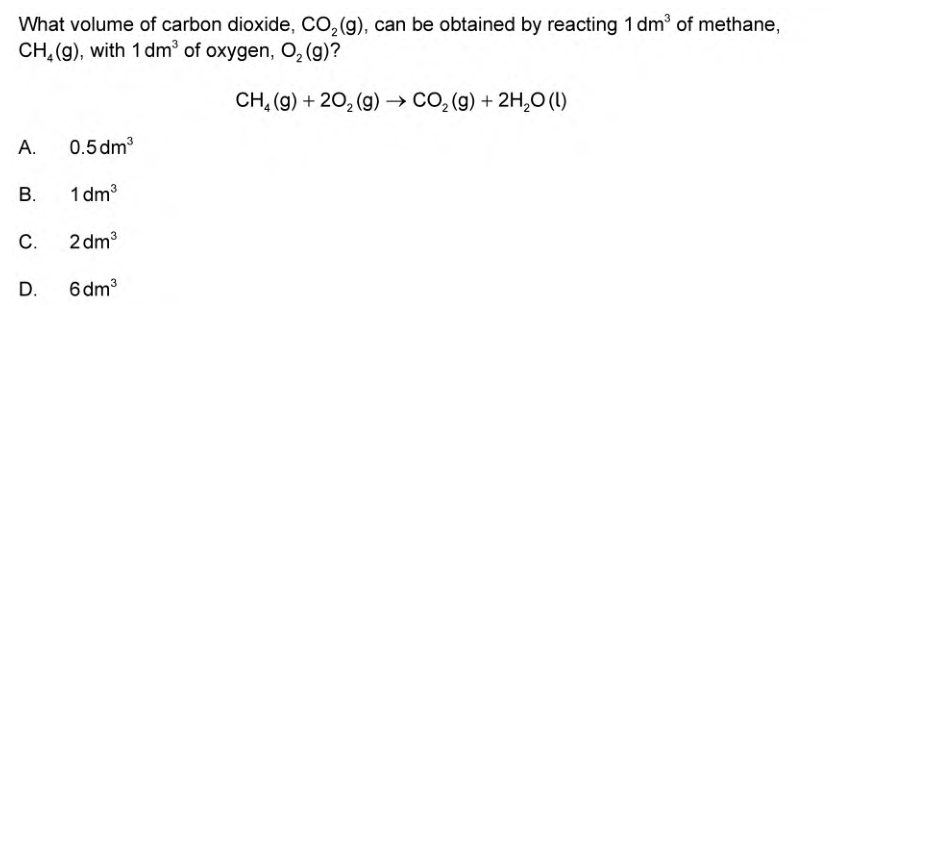 What volume of carbon dioxide, CO₂(g), can be obtained by reacting 1 dm³ of methane,
CH₄(g), with 1 dm³ of oxygen, O₂(g)?
CH₄(g) + 2O₂(g) → CO₂(g) + 2H₂O(l)
A. 0.5 dm³
B. 1 dm³
C. 2 dm³
D. 6 dm³